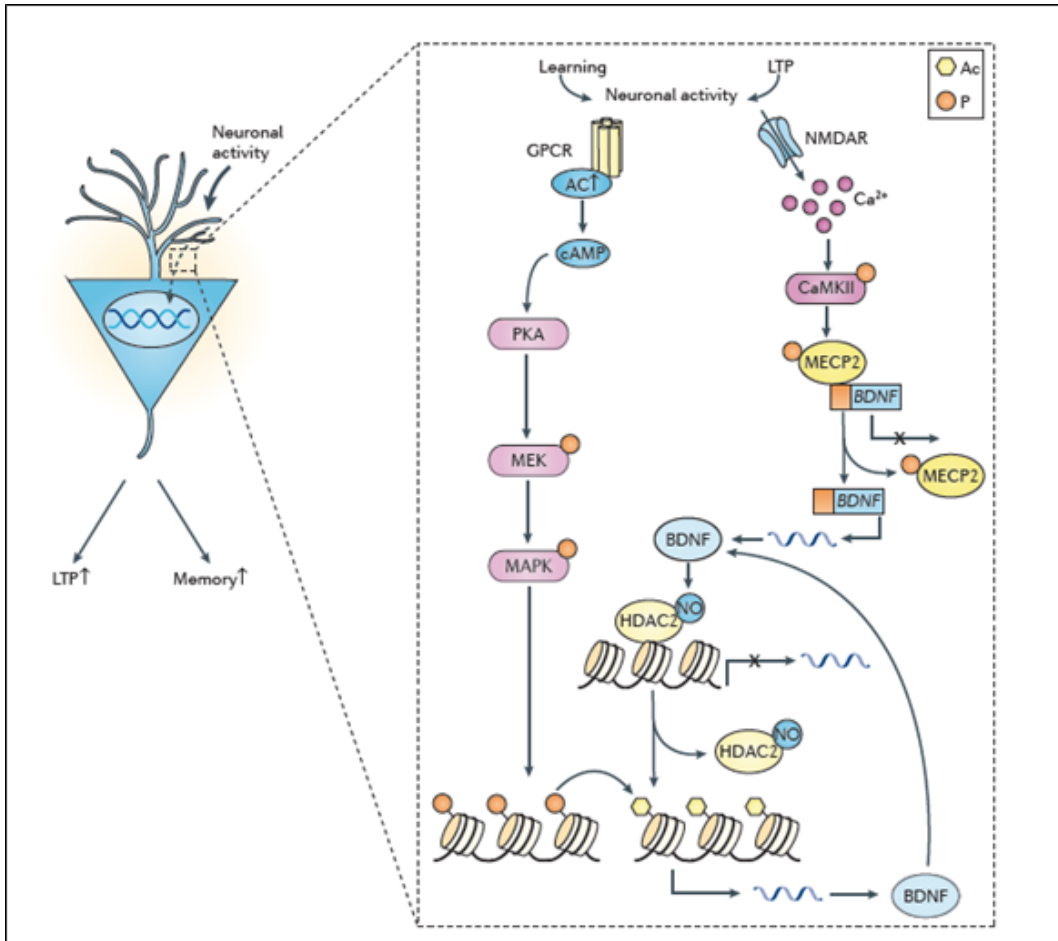 Learning
LTP
Neuronal activity
Ac
P
Neuronal
activity
GPCR
NMDAR
AC↑
Ca²⁺
cAMP
CaMKII
PKA
MECP2
BDNF
X
MEK
P
MECP2
BDNF
BDNF
MAPK
LTP↑
Memory↑
NO
HDAC2
X
NO
HDAC2
BDNF